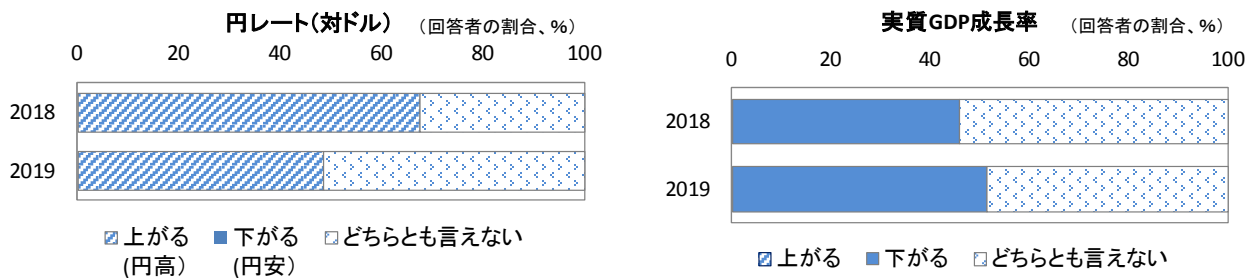 円レート（対ドル） （回答者の割合、%）
0 20 40 60 80 100
2018
2019
上がる 下がる どちらとも言えない
(円高） (円安）
実質GDP成長率 （回答者の割合、%）
0 20 40 60 80 100
2018
2019
上がる 下がる どちらとも言えない